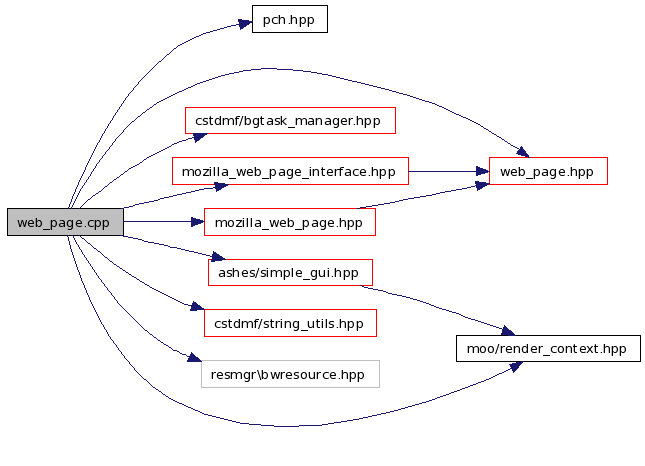 pch.hpp
cstdmf/bgtask_manager.hpp
mozilla_web_page_interface.hpp
web_page.hpp
web_page.cpp
mozilla_web_page.hpp
ashes/simple_gui.hpp
cstdmf/string_utils.hpp
moo/render_context.hpp
resmgr\bwresource.hpp